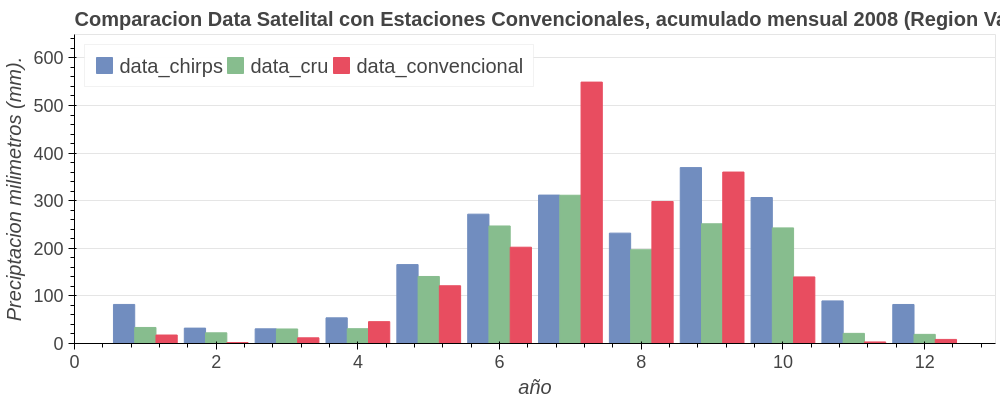 Comparacion Data Satelital con Estaciones Convencionales, acumulado mensual 2008 (Region Va
data_chirps data_cru data_convencional
Preciptacion milimetros (mm).
600
500
400
300
200
100
0
0 2 4 6 8 10 12
año